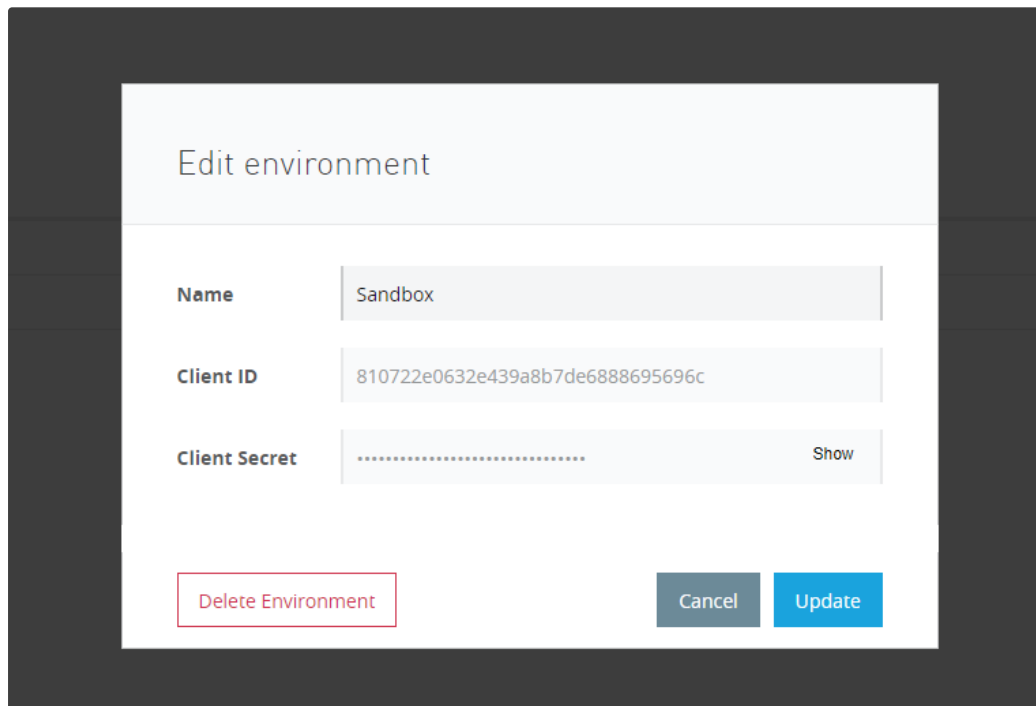 Edit environment
Name Sandbox
Client ID 810722e0632e439a8b7de6888695696c
Client Secret ································ Show
Delete Environment Cancel Update